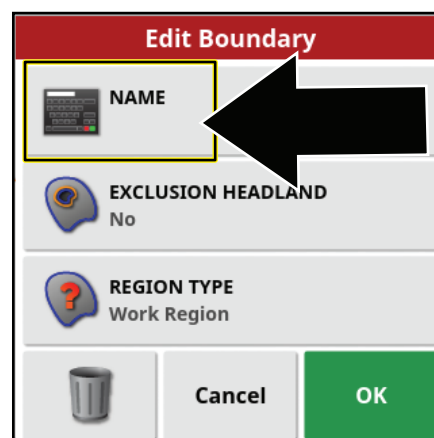 Edit Boundary
NAME
EXCLUSION HEADLAND
No
REGION TYPE
Work Region
Cancel
OK